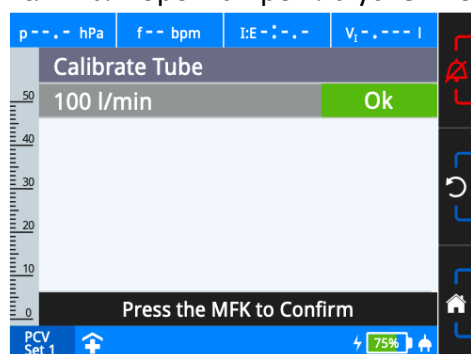 p--.- hPa f-- bpm I:E -:-.- VI -.--- l
Calibrate Tube
100 l/min Ok
50
40
30
20
10
0
Press the MFK to Confirm
PCV
Set 1 75%